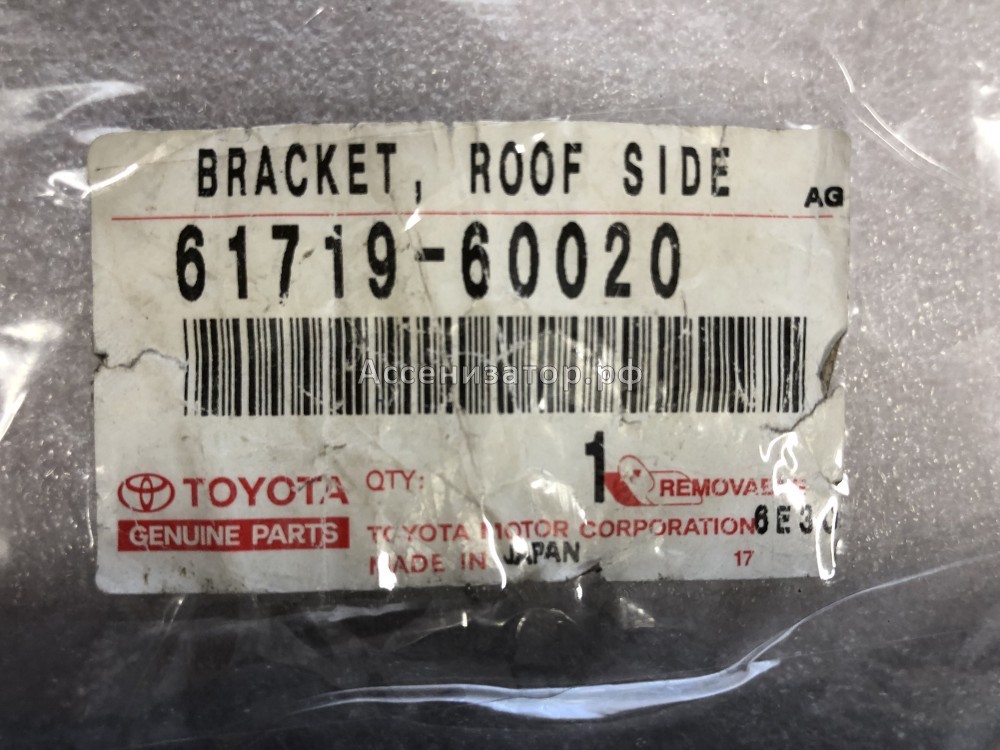 BRACKET, ROOF SIDE
AG
61719-60020
Ассенизатор.рф
TOYOTA QTY: 1 REMOVABLE
GENUINE PARTS TOYOTA MOTOR CORPORATION
MADE IN JAPAN 17